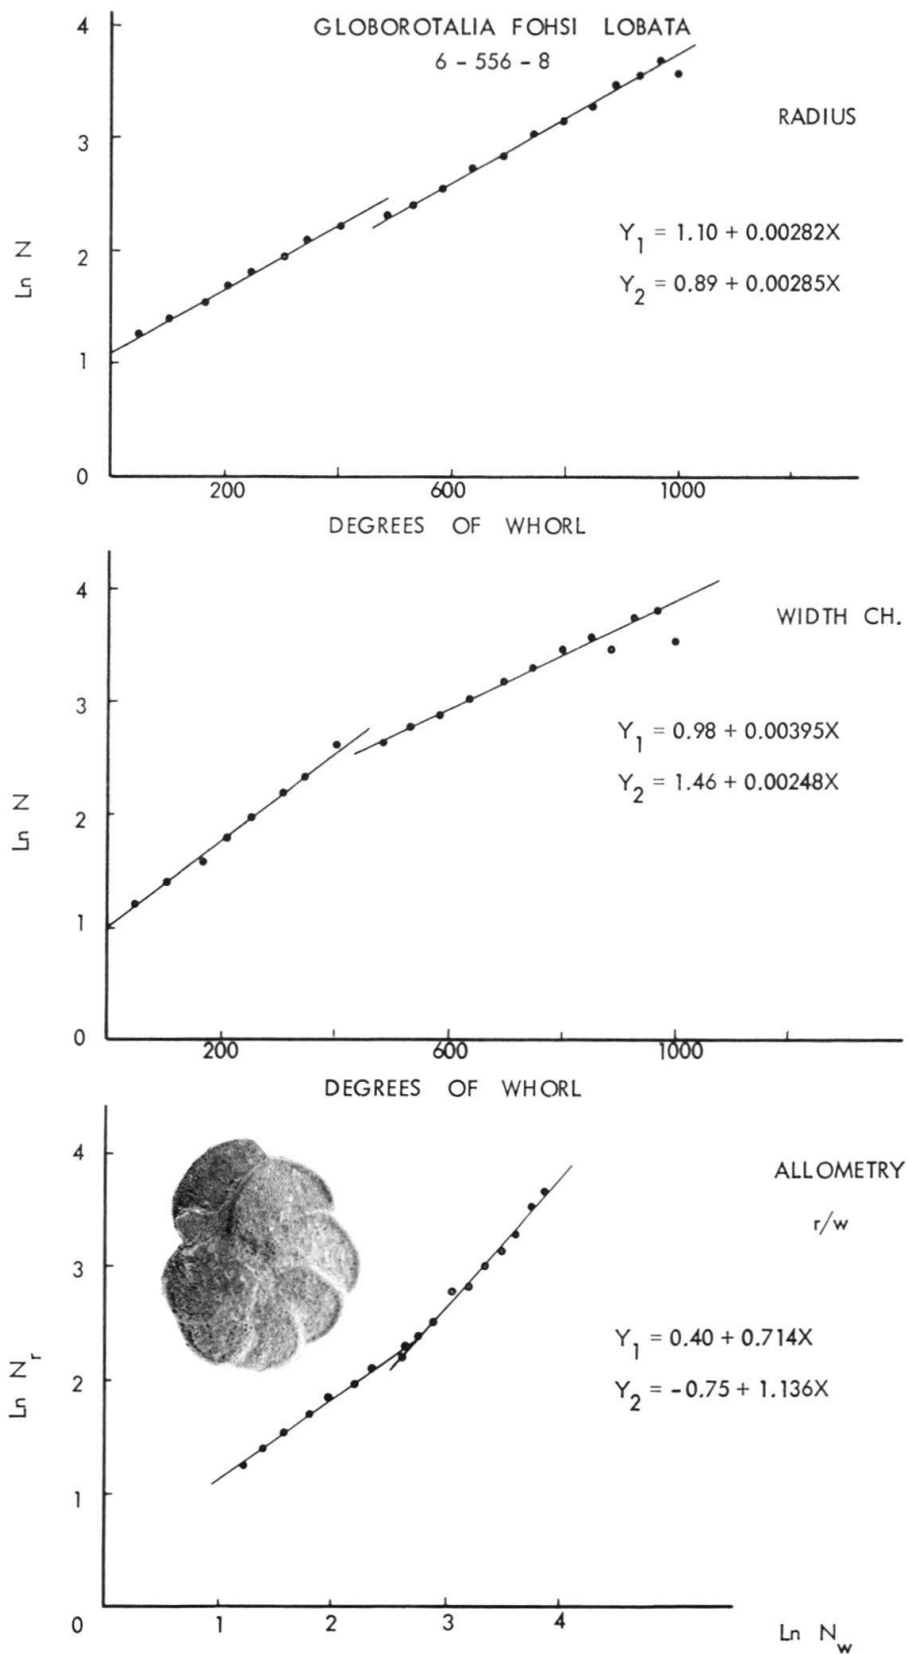 GLOBOROTALIA FOHSI LOBATA
6 - 556 - 8
RADIUS
Y1 = 1.10 + 0.00282X
Y2 = 0.89 + 0.00285X
Ln N
4
3
2
1
0
200 600 1000
DEGREES OF WHORL
WIDTH CH.
Y1 = 0.98 + 0.00395X
Y2 = 1.46 + 0.00248X
Ln N
4
3
2
1
0
200 600 1000
DEGREES OF WHORL
ALLOMETRY
r/w
Y1 = 0.40 + 0.714X
Y2 = -0.75 + 1.136X
Ln Nr
4
3
2
1
0 1 2 3 4
Ln Nw